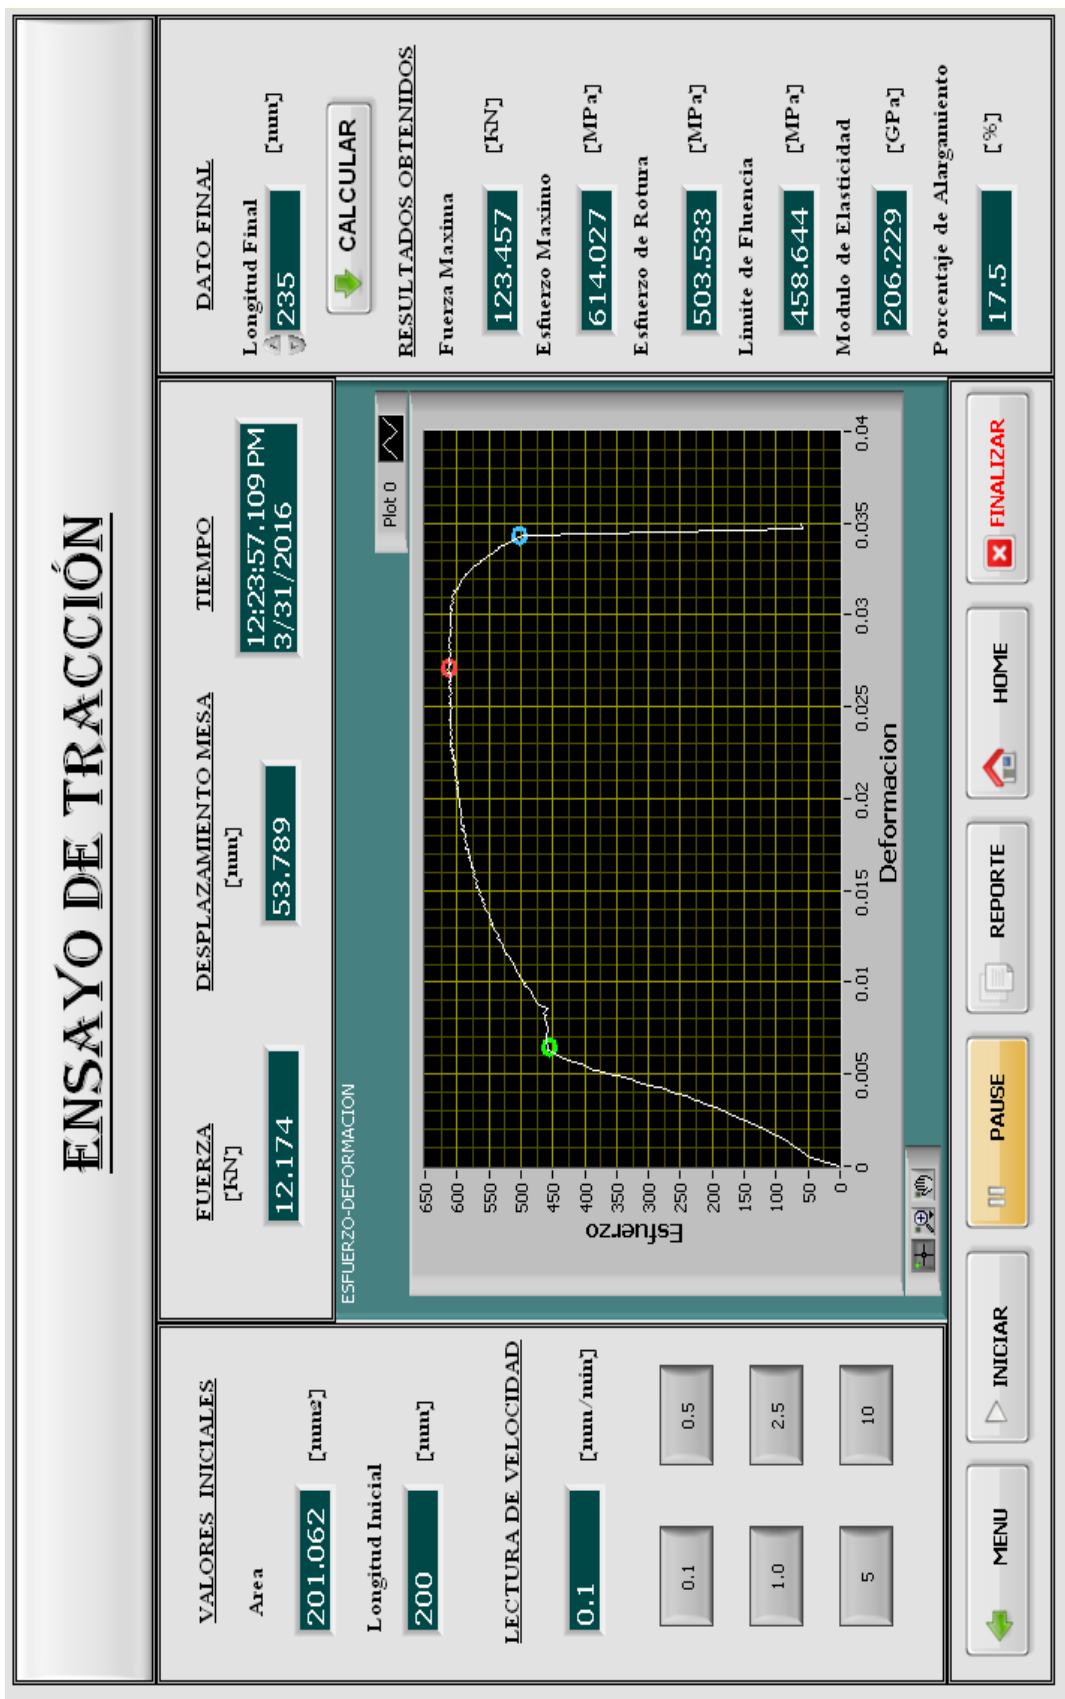 ENSAYO DE TRACCIÓN
VALORES INICIALES
Area
201.062 [mm2]
Longitud Inicial
200 [mm]
LECTURA DE VELOCIDAD
0.1 [mm/min]
0.1 0.5
1.0 2.5
5 10
FUERZA
[KN]
12.174
DESPLAZAMIENTO MESA
[mm]
53.789
TIEMPO
12:23:57.109 PM
3/31/2016
ESFUERZO-DEFORMACION
Plot 0
Esfuerzo
650
600
550
500
450
400
350
300
250
200
150
100
50
0
0 0.005 0.01 0.015 0.02 0.025 0.03 0.035 0.04
Deformacion
DATO FINAL
Longitud Final
235 [mm]
CALCULAR
RESULTADOS OBTENIDOS
Fuerza Maxima
123.457 [KN]
Esfuerzo Maximo
614.027 [MPa]
Esfuerzo de Rotura
503.533 [MPa]
Limite de Fluencia
458.644 [MPa]
Modulo de Elasticidad
206.229 [GPa]
Porcentaje de Alargamiento
17.5 [%]
MENU INICIAR PAUSE REPORTE HOME FINALIZAR